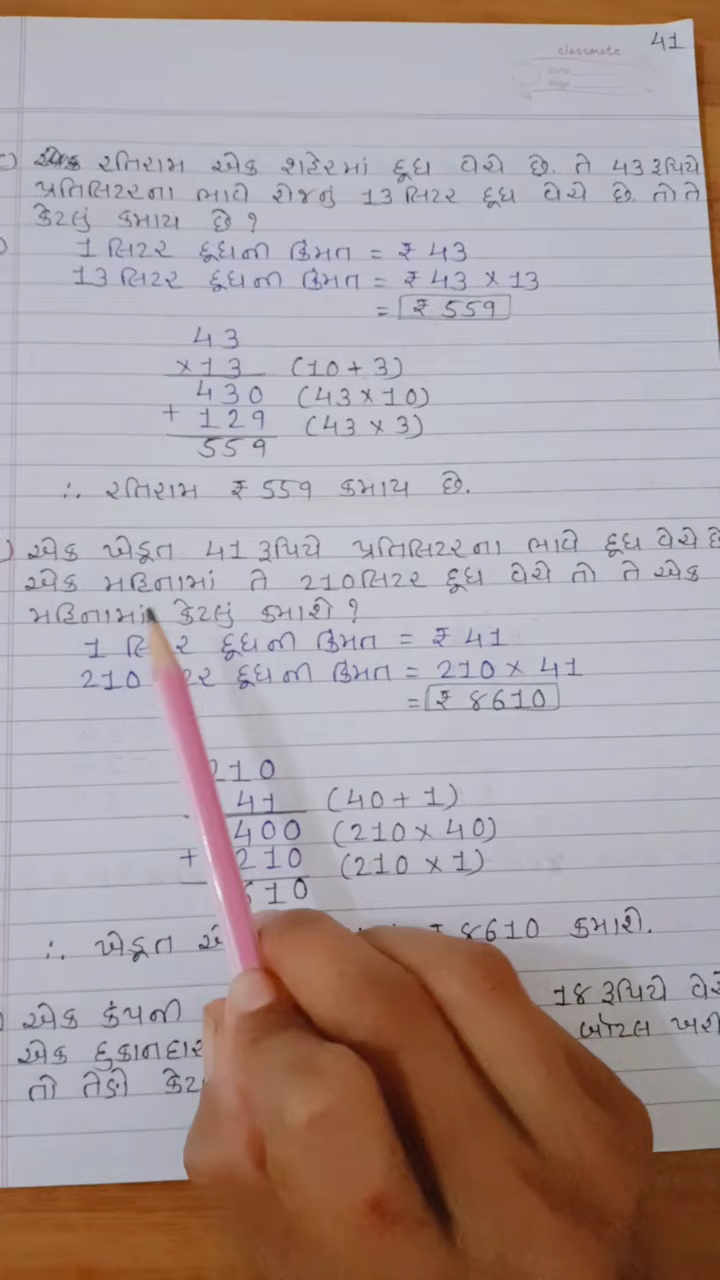 classmate
41
Date
Page
રતિરામ એક શહેરમાં દૂધ વેચે છે. તે 43 રૂપિયે
પ્રતિલિટરના ભાવે રોજનું 13 લિટર દૂધ વેચે છે. તો તે
કેટલું કમાય છે ?
1 લિટર દૂધની કિંમત = ₹ 43
13 લિટર દૂધની કિંમત = ₹ 43 × 13
= ₹ 559
43
× 13 (10 + 3)
430 (43 × 10)
+ 129 (43 × 3)
559
∴ રતિરામ ₹ 559 કમાય છે.
એક ખેડૂત 41 રૂપિયે પ્રતિલિટરના ભાવે દૂધ વેચે છે
એક મહિનામાં તે 210 લિટર દૂધ વેચે તો તે એક
મહિનામાં કેટલું કમાશે ?
1 દૂધની કિંમત = ₹ 41
210 દૂધની કિંમત = 210 × 41
= ₹ 8610
210
41 (40 + 1)
400 (210 × 40)
+ 210 (210 × 1)
610
∴ ખેડૂત ₹ 8610 કમાશે.
એક કંપની 18 રૂપિયે
એક દુકાનદાર બોટલ
તો તેણે